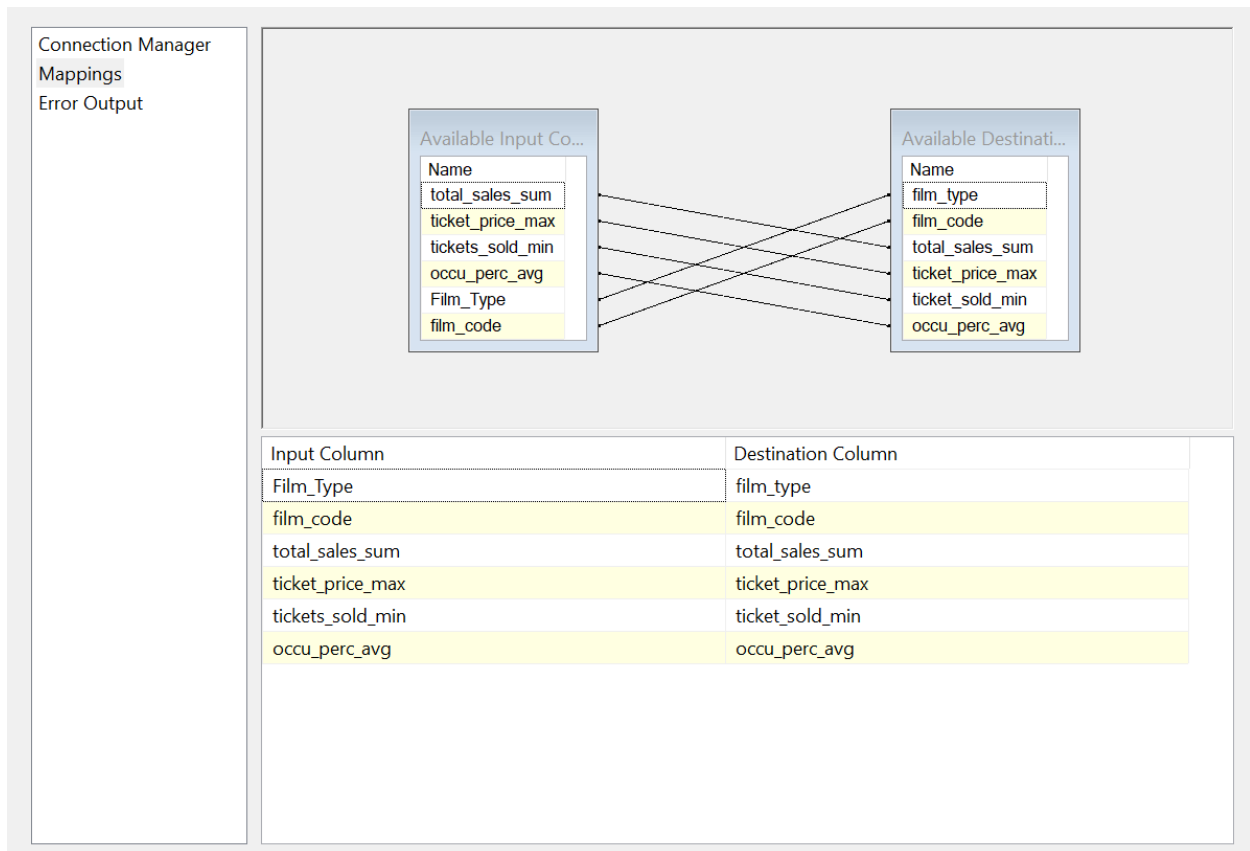 Connection Manager
Mappings
Error Output
Available Input Co...
Name
total_sales_sum
ticket_price_max
tickets_sold_min
occu_perc_avg
Film_Type
film_code
Available Destinati...
Name
film_type
film_code
total_sales_sum
ticket_price_max
ticket_sold_min
occu_perc_avg
Input Column Destination Column
Film_Type film_type
film_code film_code
total_sales_sum total_sales_sum
ticket_price_max ticket_price_max
tickets_sold_min ticket_sold_min
occu_perc_avg occu_perc_avg